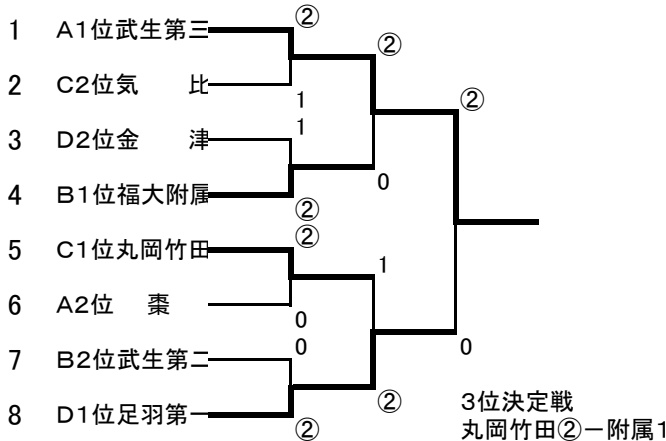 ②
1 A1位武生第三
②
2 C2位気 比
1
②
1
3 D2位金 津
0
4 B1位福大附属
②
②
5 C1位丸岡竹田
1
6 A2位 棗
0
0
0
7 B2位武生第二
②
3位決定戦
8 D1位足羽第一
②
丸岡竹田②－附属1